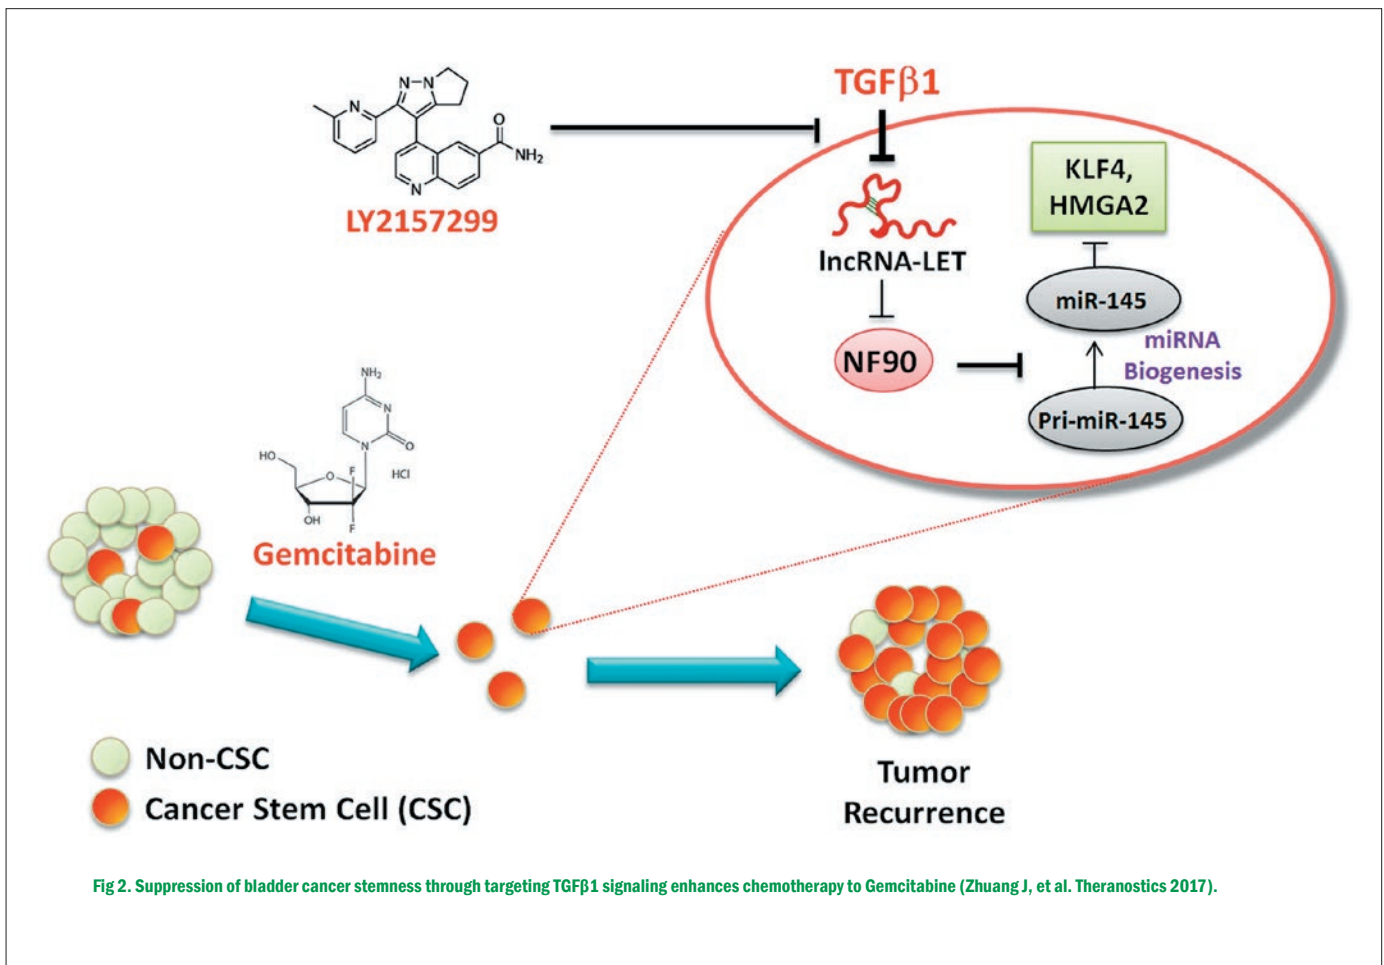 N
N
N
O
NH₂
N
LY2157299
TGFβ1
KLF4,
HMGA2
lncRNA-LET
miR-145
NF90
miRNA
Biogenesis
Pri-miR-145
NH₂
N
N
O
HO
O
F
HCl
OH
F
Gemcitabine
Non-CSC
Cancer Stem Cell (CSC)
Tumor
Recurrence
Fig 2. Suppression of bladder cancer stemness through targeting TGFβ1 signaling enhances chemotherapy to Gemcitabine (Zhuang J, et al. Theranostics 2017).